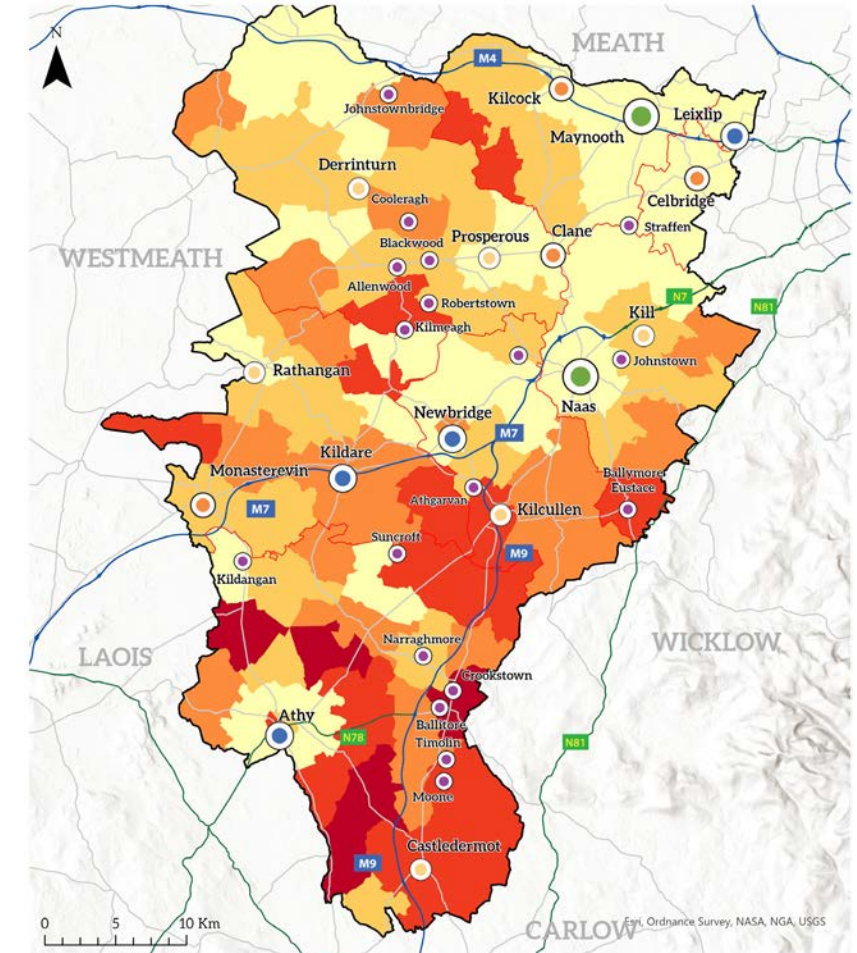 N
MEATH
M4
Kilcock
Johnstownbridge
Maynooth
Leixlip
Derrinturn
Celbridge
Cooleragh
Straffen
Blackwood
Prosperous
Clane
WESTMEATH
Allenwood
N7
N81
Robertstown
Kill
Kilmeagh
Johnstown
Rathangan
Naas
Newbridge
M7
Kildare
Monasterevin
Ballymore
Eustace
Athgarvan
Kilcullen
M7
Suncroft
M9
Kildangan
Narraghmore
WICKLOW
LAOIS
Crookstown
Athy
Ballitore
N78
Timolin
N81
Moone
Castledermot
M9
0 5 10 Km
Esri, Ordnance Survey, NASA, NGA, USGS
CARLOW